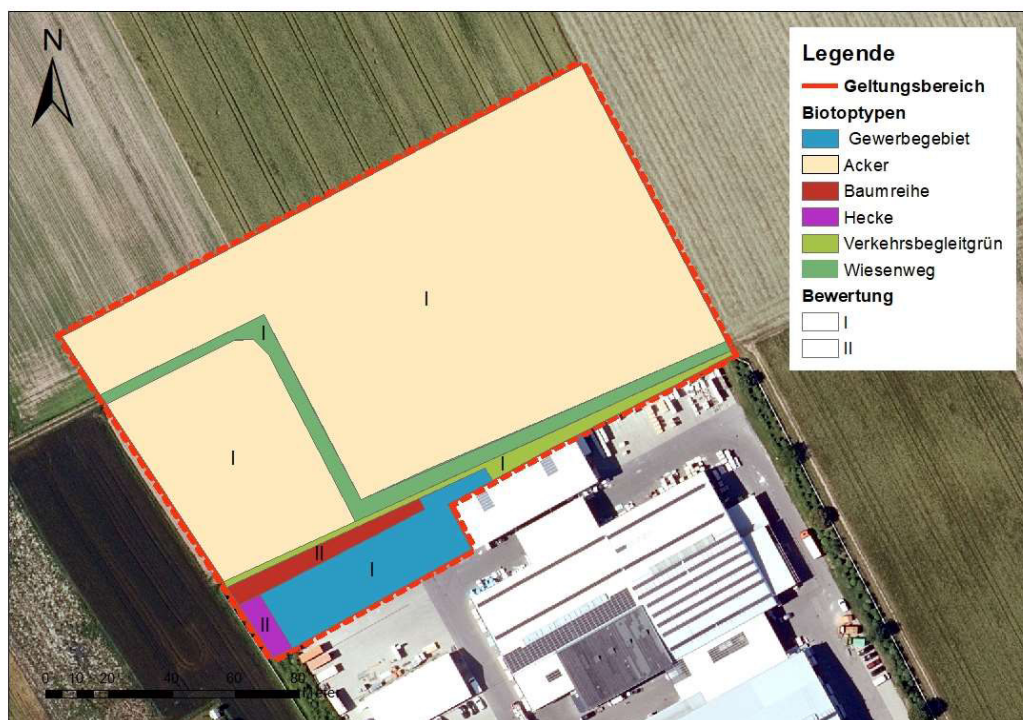 N
Legende
Geltungsbereich
Biotoptypen
Gewerbegebiet
Acker
Baumreihe
Hecke
Verkehrsbegleitgrün
Wiesenweg
Bewertung
I
II
I
I
I
I
II
I
II
0 10 20 40 60 80
Meter